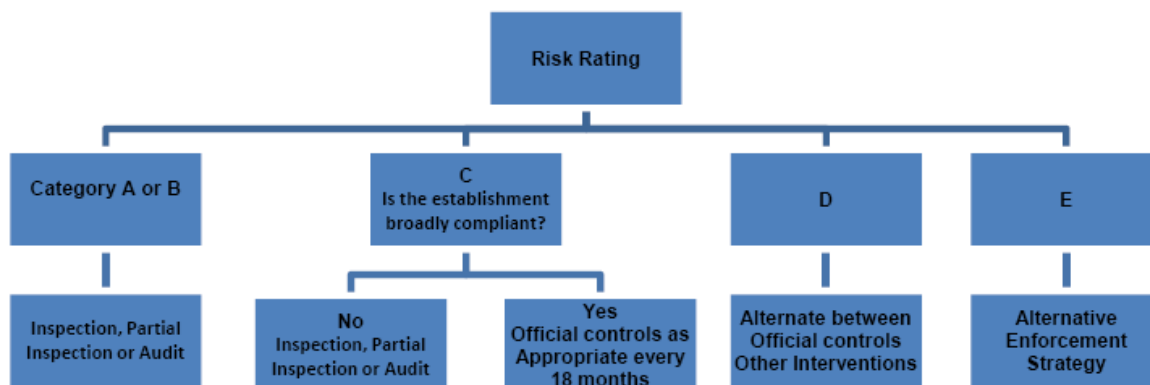 Risk Rating
Category A or B
C
Is the establishment
broadly compliant?
D
E
Inspection, Partial
Inspection or Audit
No
Inspection, Partial
Inspection or Audit
Yes
Official controls as
Appropriate every
18 months
Alternate between
Official controls
Other Interventions
Alternative
Enforcement
Strategy